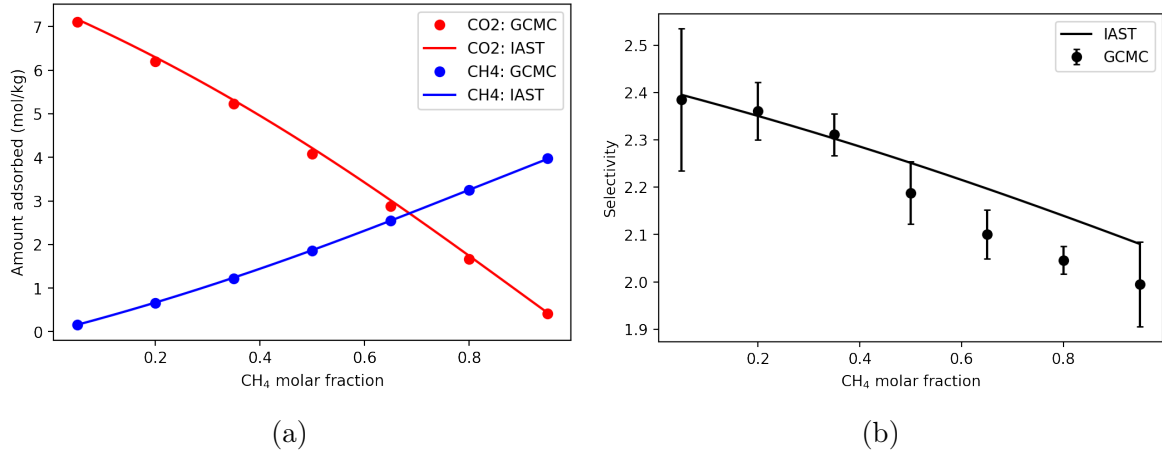 7
6
5
4
3
2
1
0
Amount adsorbed (mol/kg)
CO2: GCMC
CO2: IAST
CH4: GCMC
CH4: IAST
0.2 0.4 0.6 0.8
CH₄ molar fraction
(a)
2.5
2.4
2.3
2.2
2.1
2.0
1.9
Selectivity
IAST
GCMC
0.2 0.4 0.6 0.8
CH₄ molar fraction
(b)